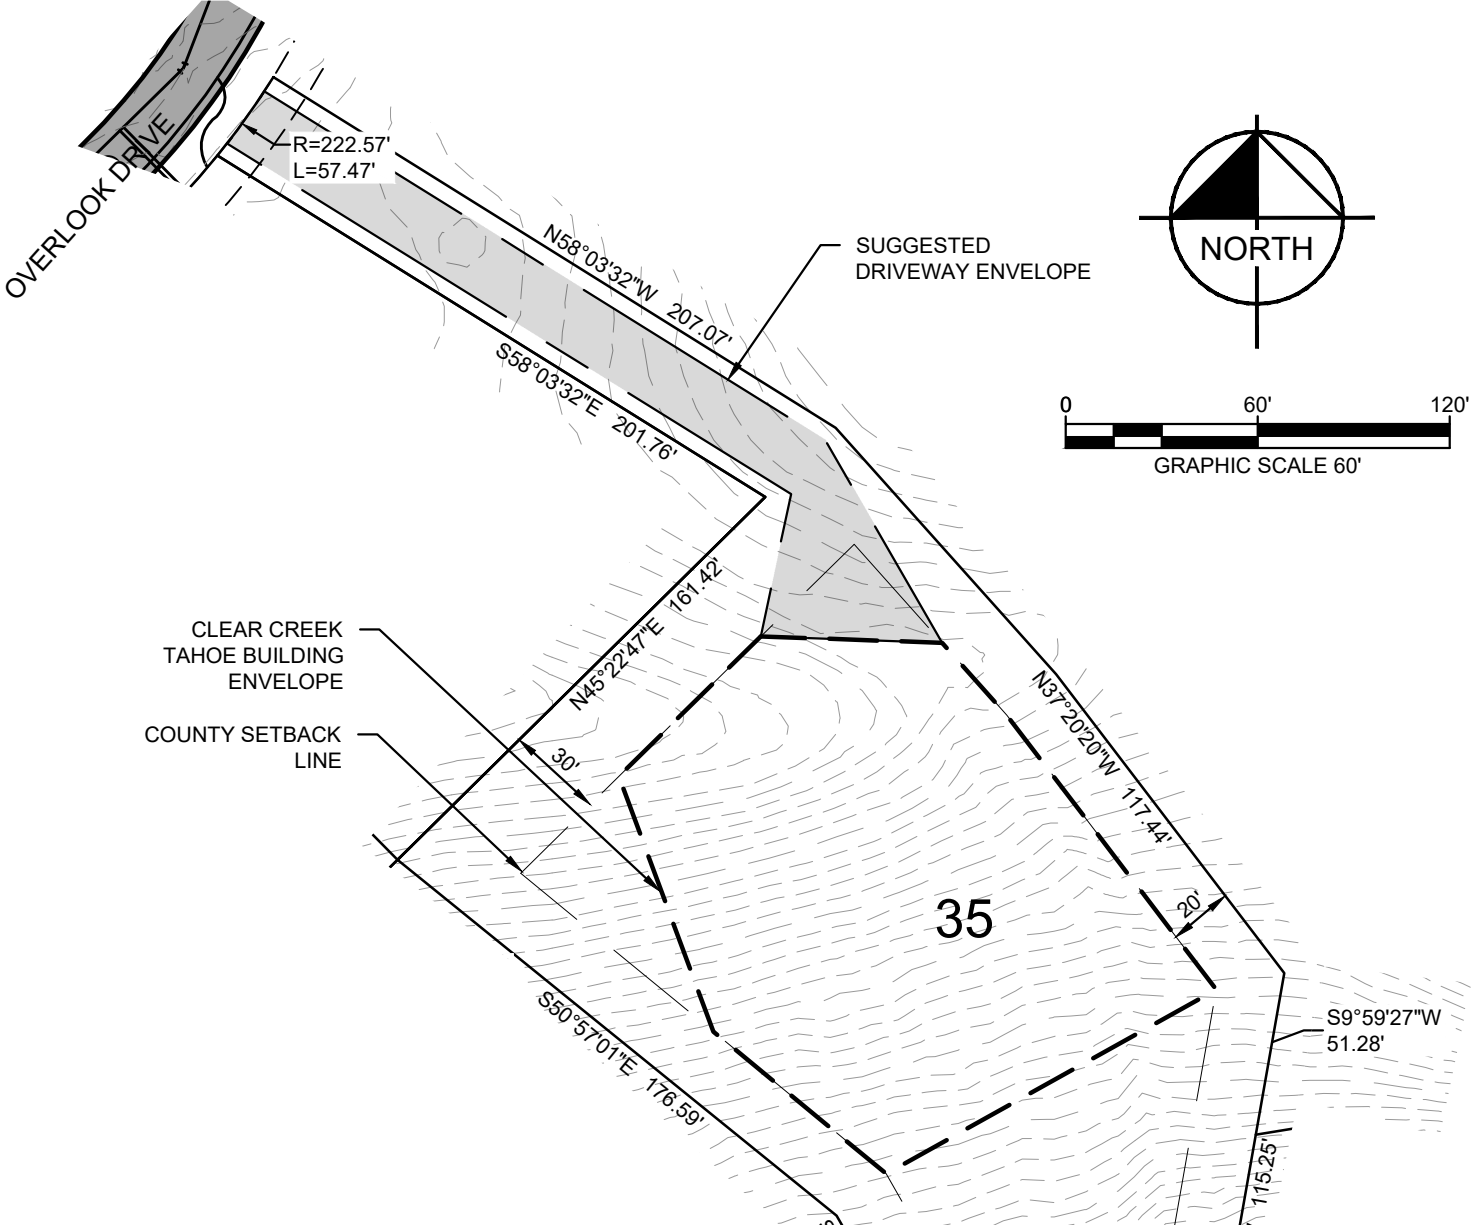 OVERLOOK DRIVE
R=222.57'
L=57.47'
N58°03'32"W 207.07'
SUGGESTED
DRIVEWAY ENVELOPE
NORTH
0 60' 120'
GRAPHIC SCALE 60'
S58°03'32"E 201.76'
N45°22'47"E 161.42'
CLEAR CREEK
TAHOE BUILDING
ENVELOPE
COUNTY SETBACK
LINE
30'
N37°20'20"W 117.44'
20'
35
S9°59'27"W
51.28'
S50°57'01"E 176.59'
115.25'